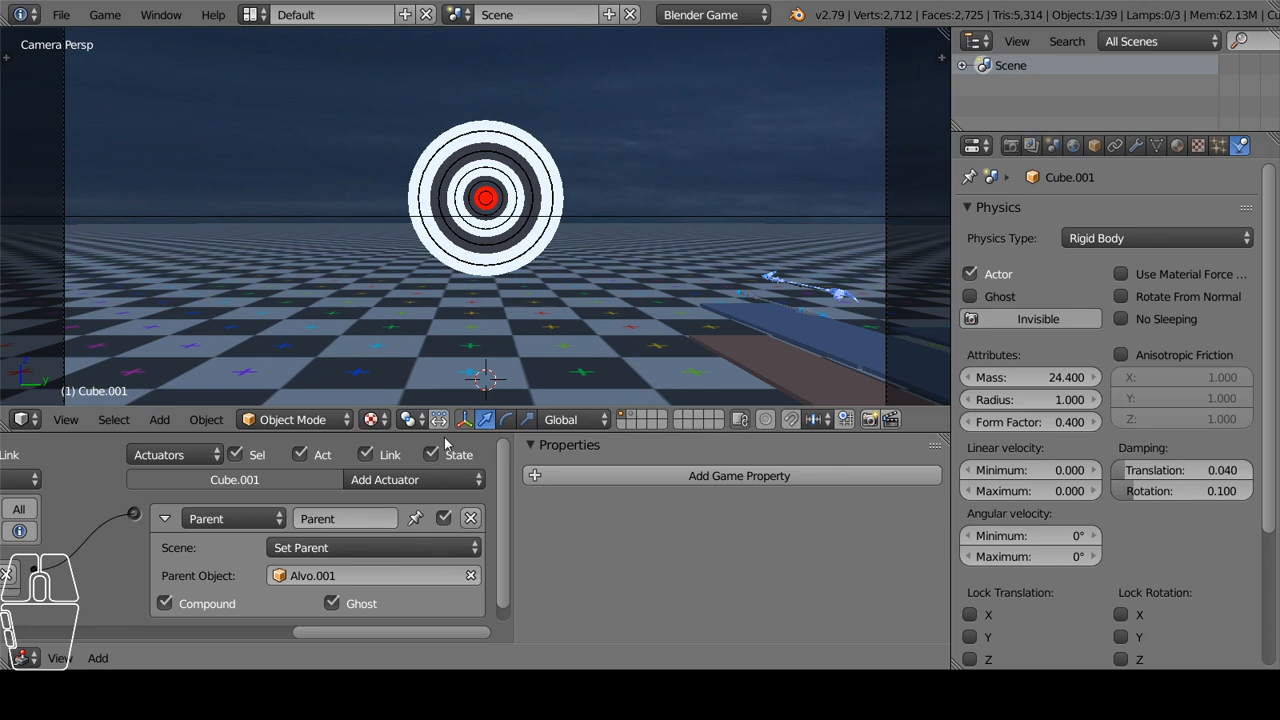 File Game Window Help Default Scene Blender Game v2.79 | Verts:2,712 | Faces:2,725 | Tris:5,314 | Objects:1/39 | Lamps:0/3 | Mem:62.13M | Cu
Camera Persp
View Search All Scenes
Scene
Cube.001
Physics
Physics Type: Rigid Body
Actor Use Material Force ...
Ghost Rotate From Normal
Invisible No Sleeping
Attributes: Anisotropic Friction
Mass: 24.400 X: 1.000
Radius: 1.000 Y: 1.000
Form Factor: 0.400 Z: 1.000
Linear velocity: Damping:
Minimum: 0.000 Translation: 0.040
Maximum: 0.000 Rotation: 0.100
Angular velocity:
Minimum: 0°
Maximum: 0°
Lock Translation: Lock Rotation:
X X
Y Y
Z Z
z
y
(1) Cube.001
View Select Add Object Object Mode Global
Link Actuators Sel Act Link State
Cube.001 Add Actuator
All
Parent Parent
Scene: Set Parent
Parent Object: Alvo.001
Compound Ghost
Properties
Add Game Property
View Add